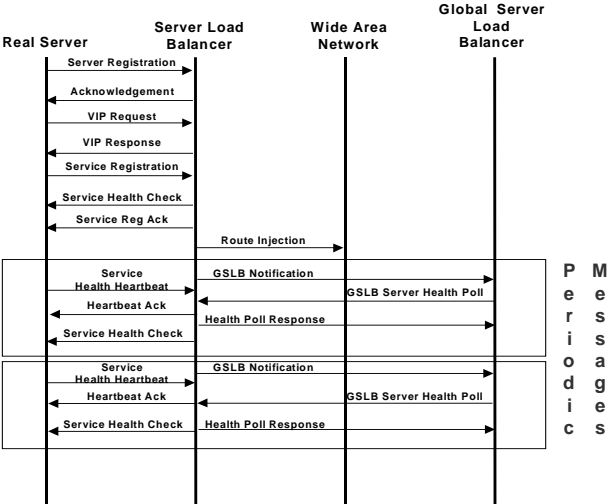 Real Server
Server Load
Balancer
Wide Area
Network
Global Server
Load
Balancer
Server Registration
Acknowledgement
VIP Request
VIP Response
Service Registration
Service Health Check
Service Reg Ack
Route Injection
Service
Health Heartbeat
GSLB Notification
GSLB Server Health Poll
Heartbeat Ack
Health Poll Response
Service Health Check
Service
Health Heartbeat
GSLB Notification
Heartbeat Ack
GSLB Server Health Poll
Service Health Check
Health Poll Response
Periodic
Messages